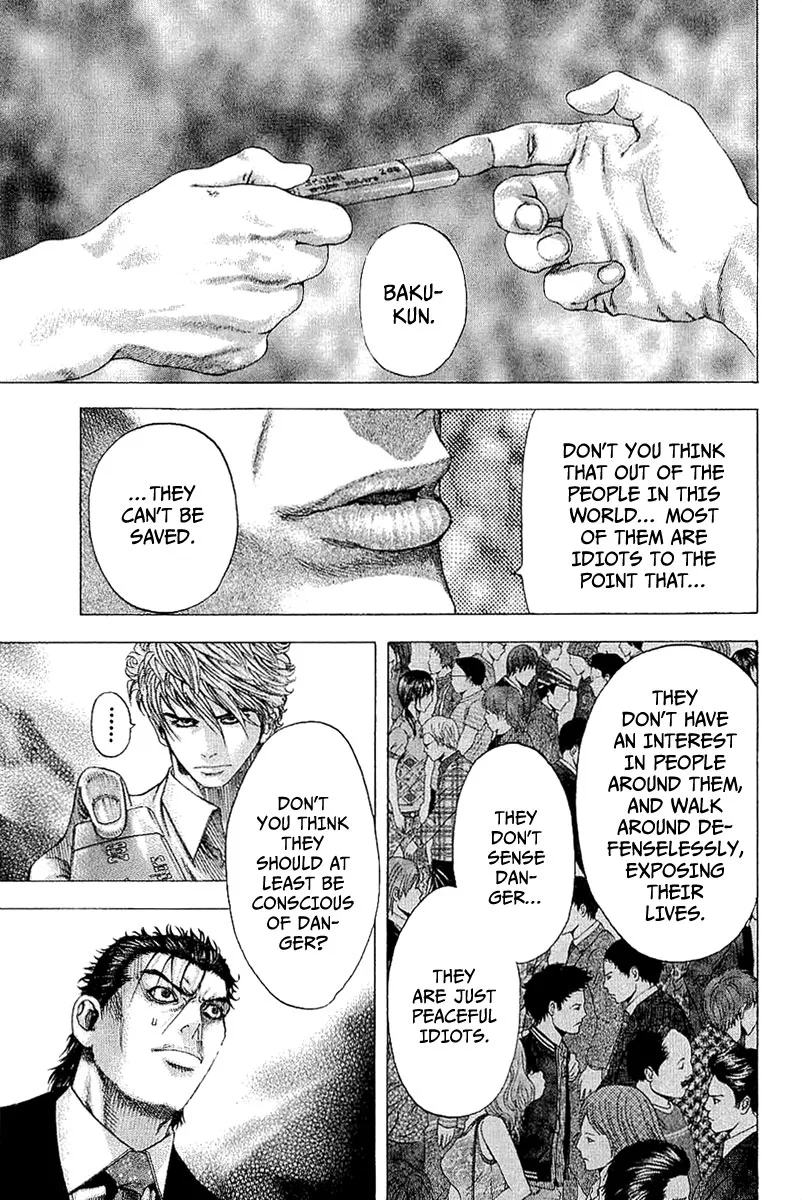 BAKU-
KUN.
DON'T YOU THINK
THAT OUT OF THE
PEOPLE IN THIS
WORLD... MOST
OF THEM ARE
IDIOTS TO THE
POINT THAT...
...THEY
CAN'T BE
SAVED.
THEY
DON'T HAVE
AN INTEREST
IN PEOPLE
AROUND THEM,
AND WALK
AROUND DE-
FENSELESSLY,
EXPOSING
THEIR
LIVES.
THEY
DON'T
SENSE
DAN-
GER...
THEY
ARE JUST
PEACEFUL
IDIOTS.
DON'T
YOU THINK
THEY
SHOULD AT
LEAST BE
CONSCIOUS
OF DAN-
GER?